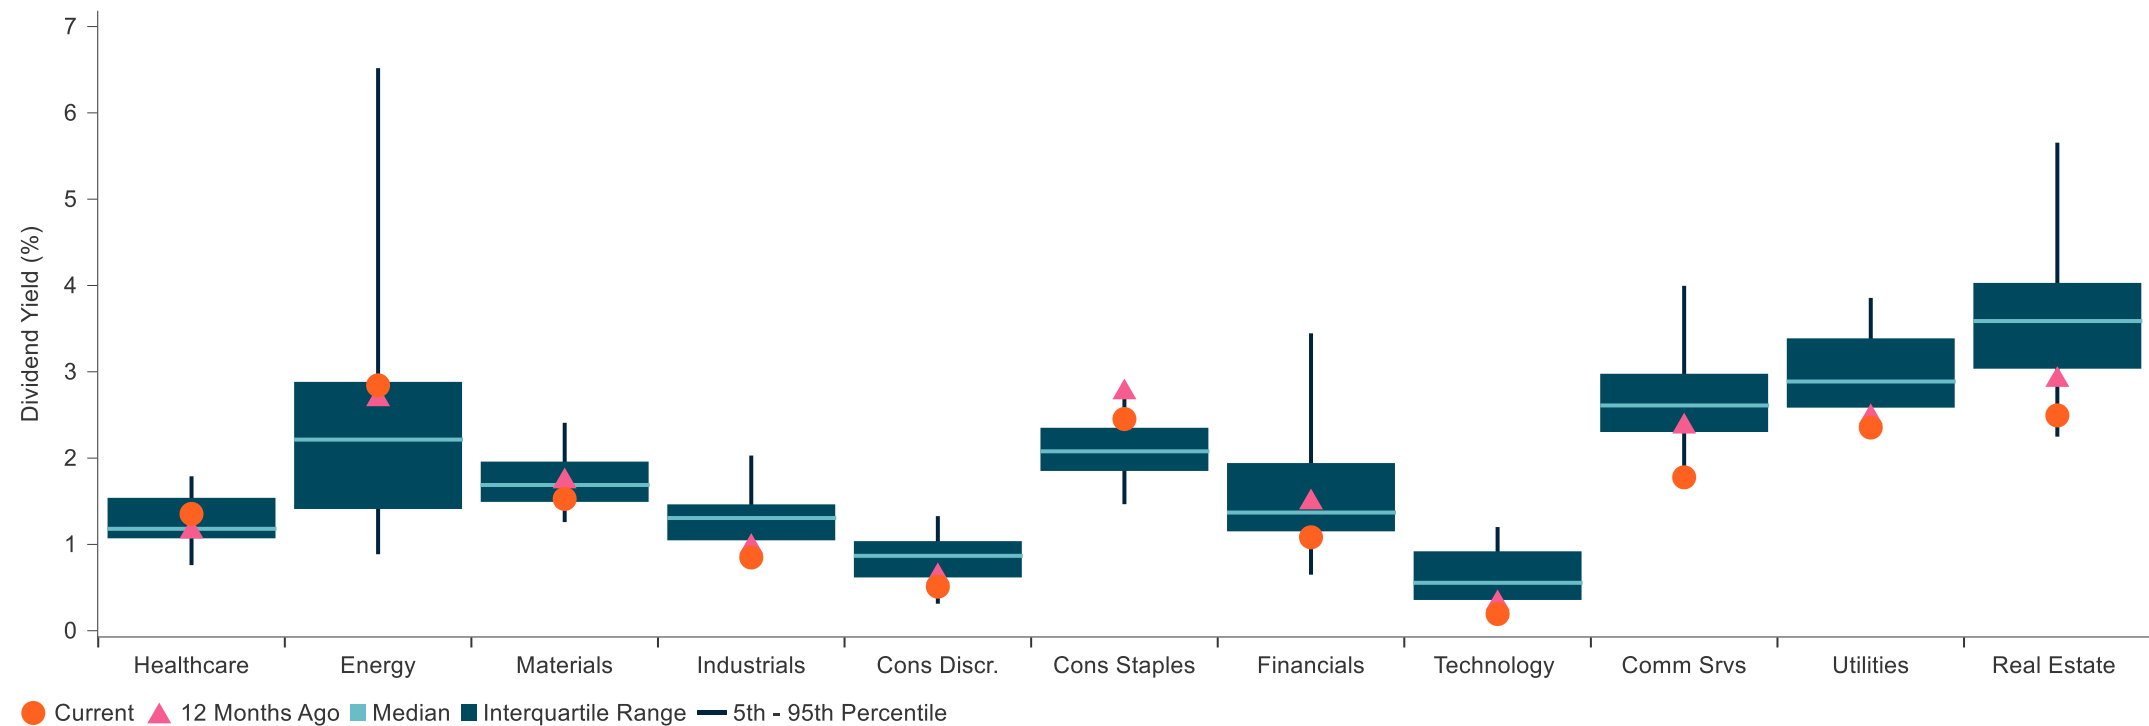 Dividend Yield (%)
7
6
5
4
3
2
1
0
Healthcare Energy Materials Industrials Cons Discr. Cons Staples Financials Technology Comm Srvs Utilities Real Estate
Current 12 Months Ago Median Interquartile Range 5th - 95th Percentile